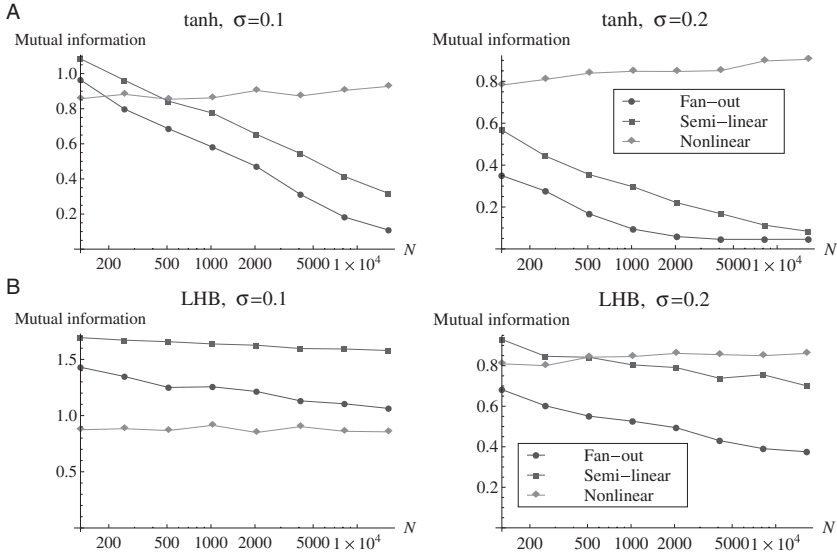 A
tanh, σ=0.1
Mutual information
1.0
0.8
0.6
0.4
0.2
200 500 1000 2000 5000 1 × 10⁴
N
tanh, σ=0.2
Mutual information
0.8
0.6
0.4
0.2
Fan−out
Semi−linear
Nonlinear
200 500 1000 2000 5000 1 × 10⁴
N
B
LHB, σ=0.1
Mutual information
1.5
1.0
0.5
200 500 1000 2000 5000 1 × 10⁴
N
LHB, σ=0.2
Mutual information
0.8
0.6
0.4
0.2
Fan−out
Semi−linear
Nonlinear
200 500 1000 2000 5000 1 × 10⁴
N